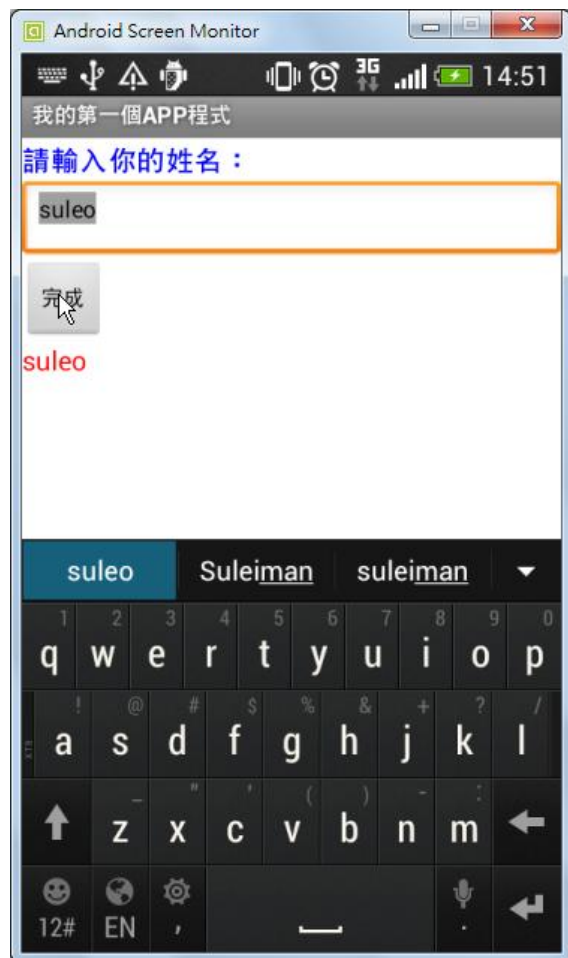 Android Screen Monitor
3G 14:51
我的第一個APP程式
請輸入你的姓名：
suleo
完成
suleo
suleo Suleiman suleiman
1 2 3 4 5 6 7 8 9 0
q w e r t y u i o p
! @ # $ % & + ? /
a s d f g h j k l
_ " ' ( ) - :
z x c v b n m
12# EN , .